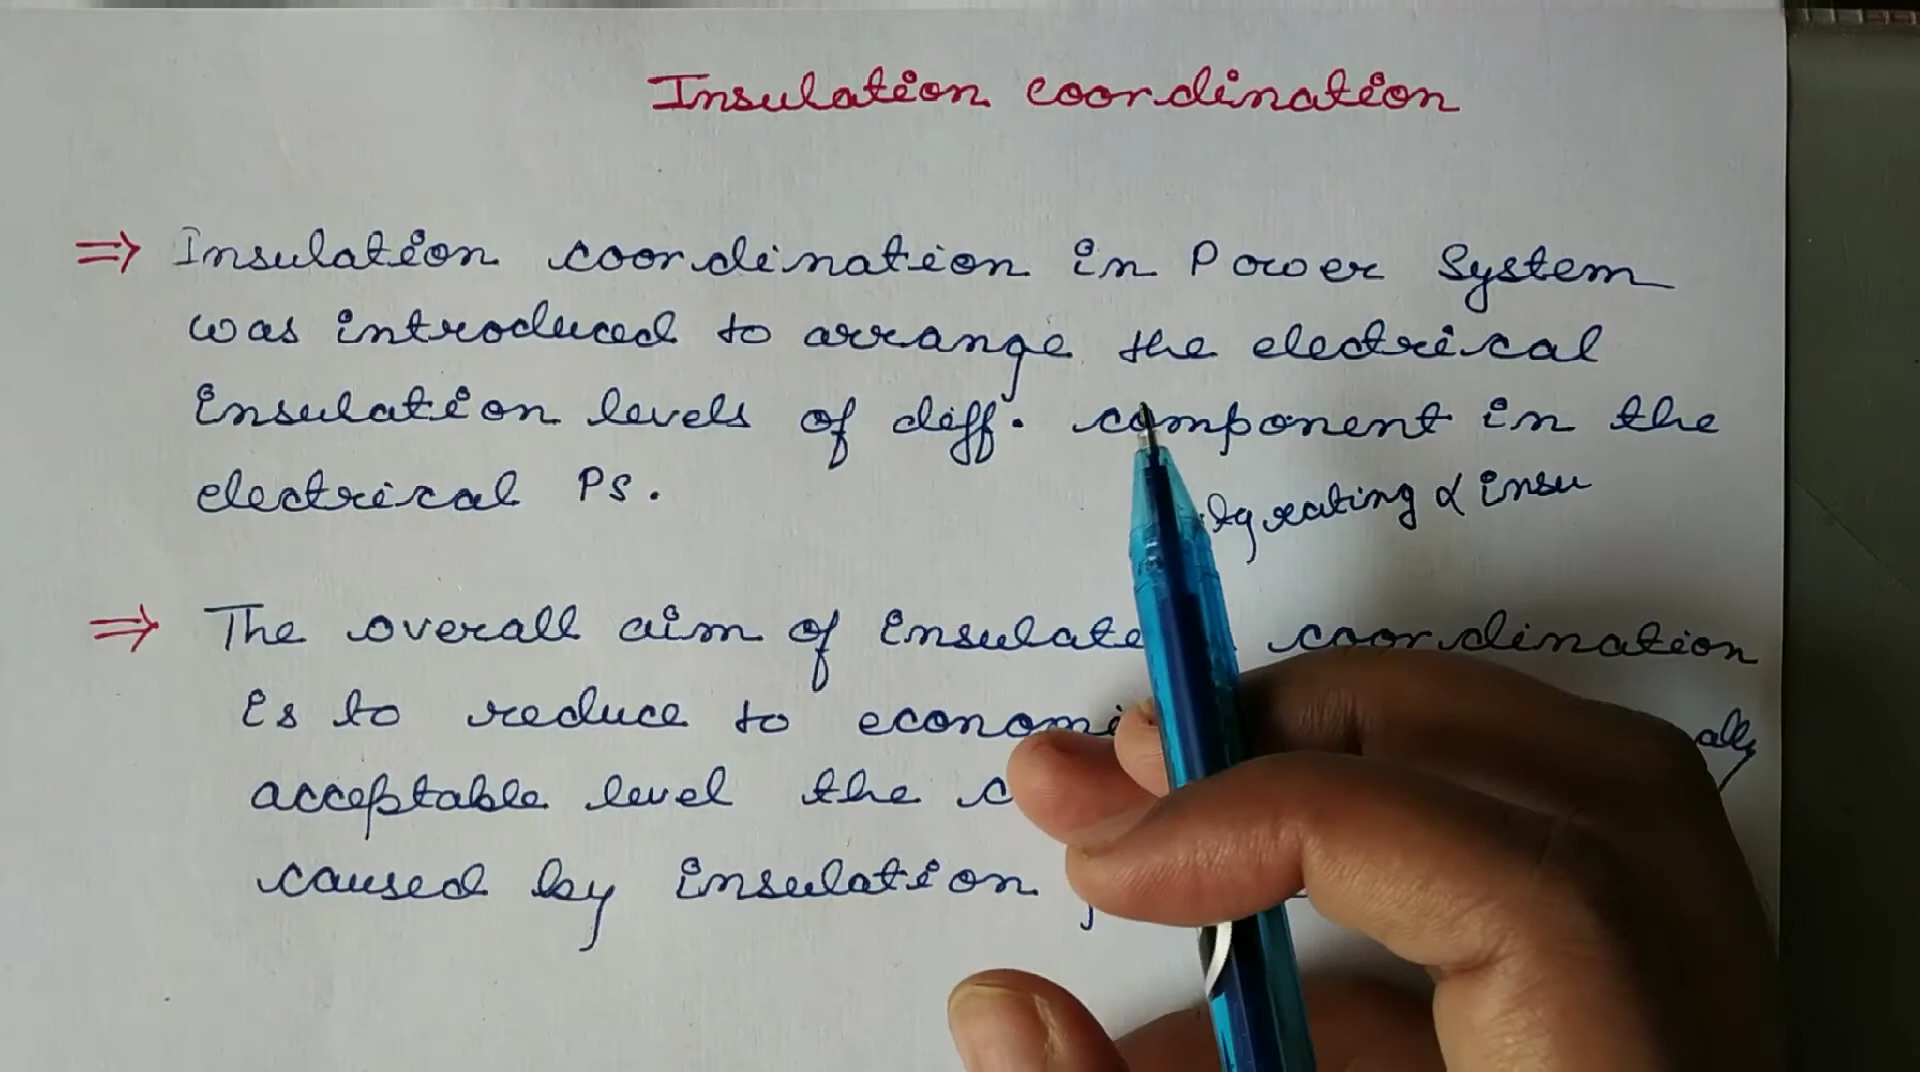 Insulation coordination
⇒ Insulation coordination in Power System
was introduced to arrange the electrical
insulation levels of diff. component in the
electrical PS.
rating α insu
⇒ The overall aim of coordination
is to reduce to ally
acceptable level the
caused by insulation